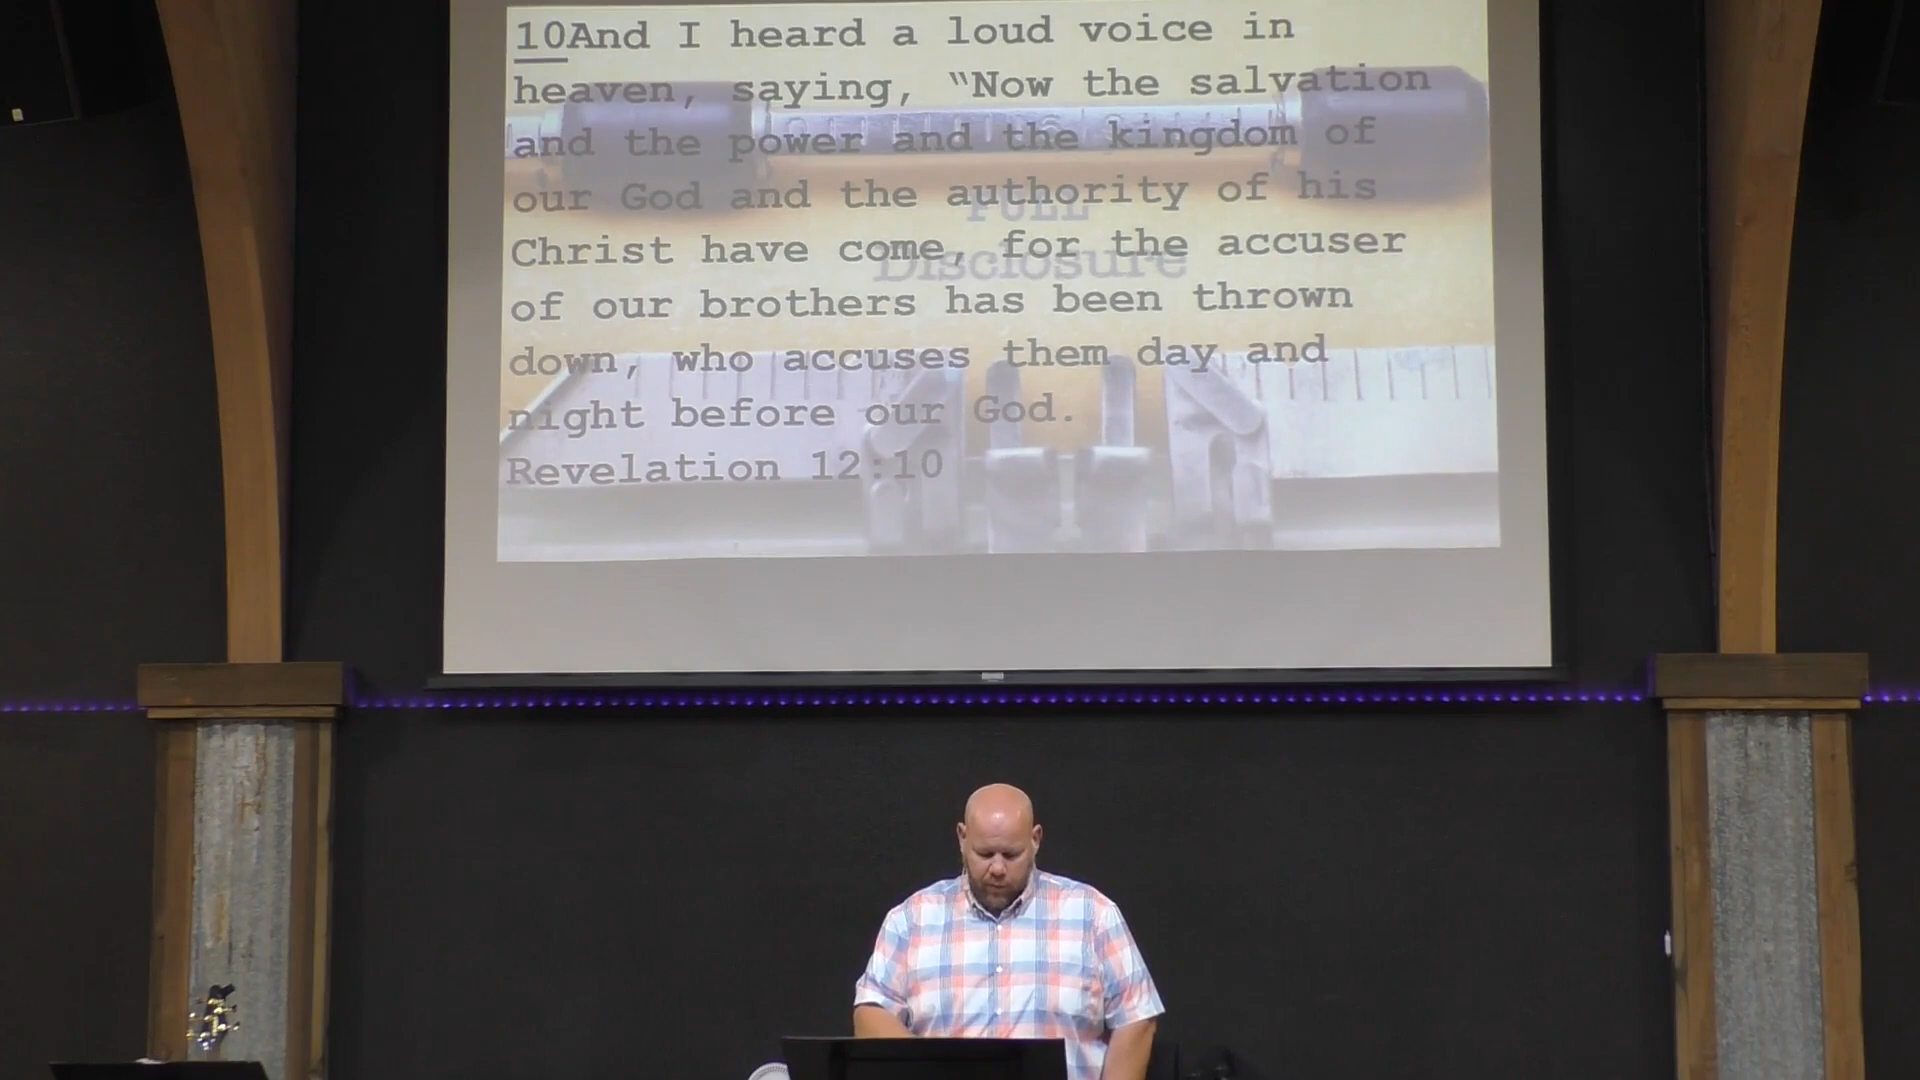 10And I heard a loud voice in
heaven, saying, “Now the salvation
and the power and the kingdom of
our God and the authority of his
Christ have come, for the accuser
of our brothers has been thrown
down, who accuses them day and
night before our God.
Revelation 12:10
FULL
Disclosure